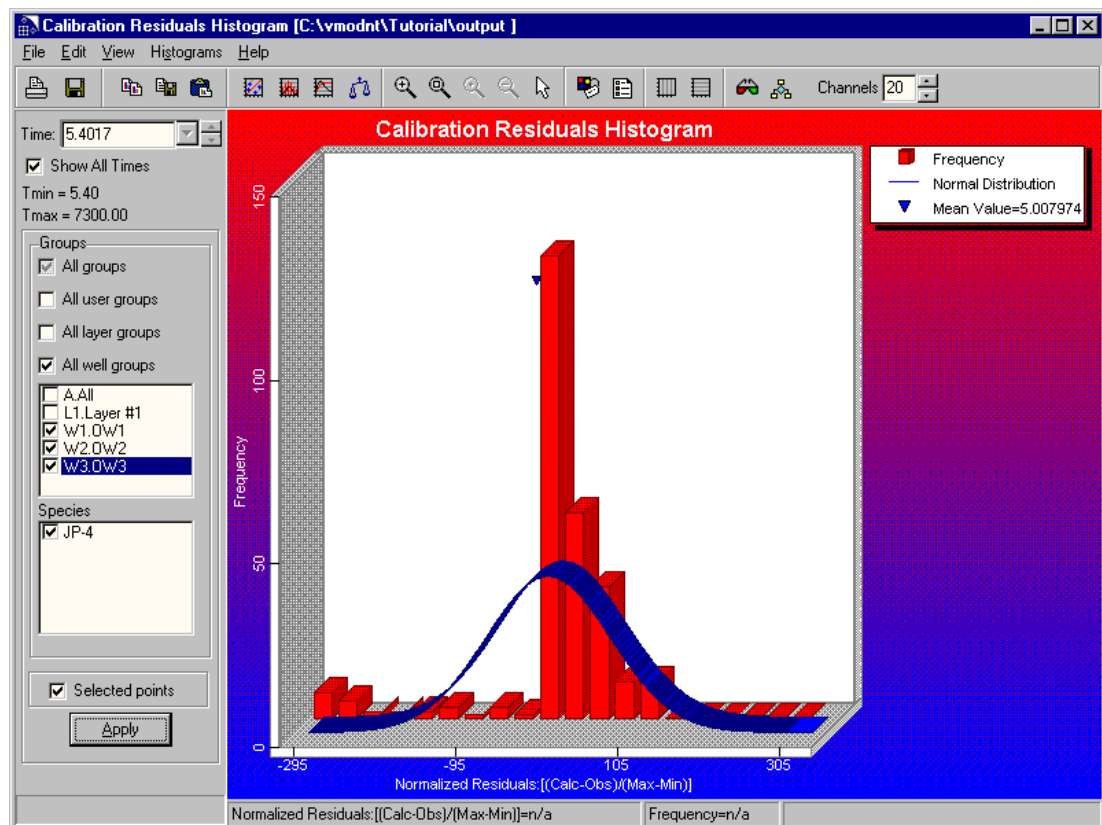 Calibration Residuals Histogram [C:\vmodnt\Tutorial\output ]
File Edit View Histograms Help
Channels 20
Time: 5.4017
Show All Times
Tmin = 5.40
Tmax = 7300.00
Groups
All groups
All user groups
All layer groups
All well groups
A.All
L1.Layer #1
W1.OW1
W2.OW2
W3.OW3
Species
JP-4
Selected points
Apply
Calibration Residuals Histogram
Frequency
Normal Distribution
Mean Value=5.007974
150
100
50
0
Frequency
-295 -95 105 305
Normalized Residuals:[(Calc-Obs)/(Max-Min)]
Normalized Residuals:[(Calc-Obs)/(Max-Min)]=n/a Frequency=n/a